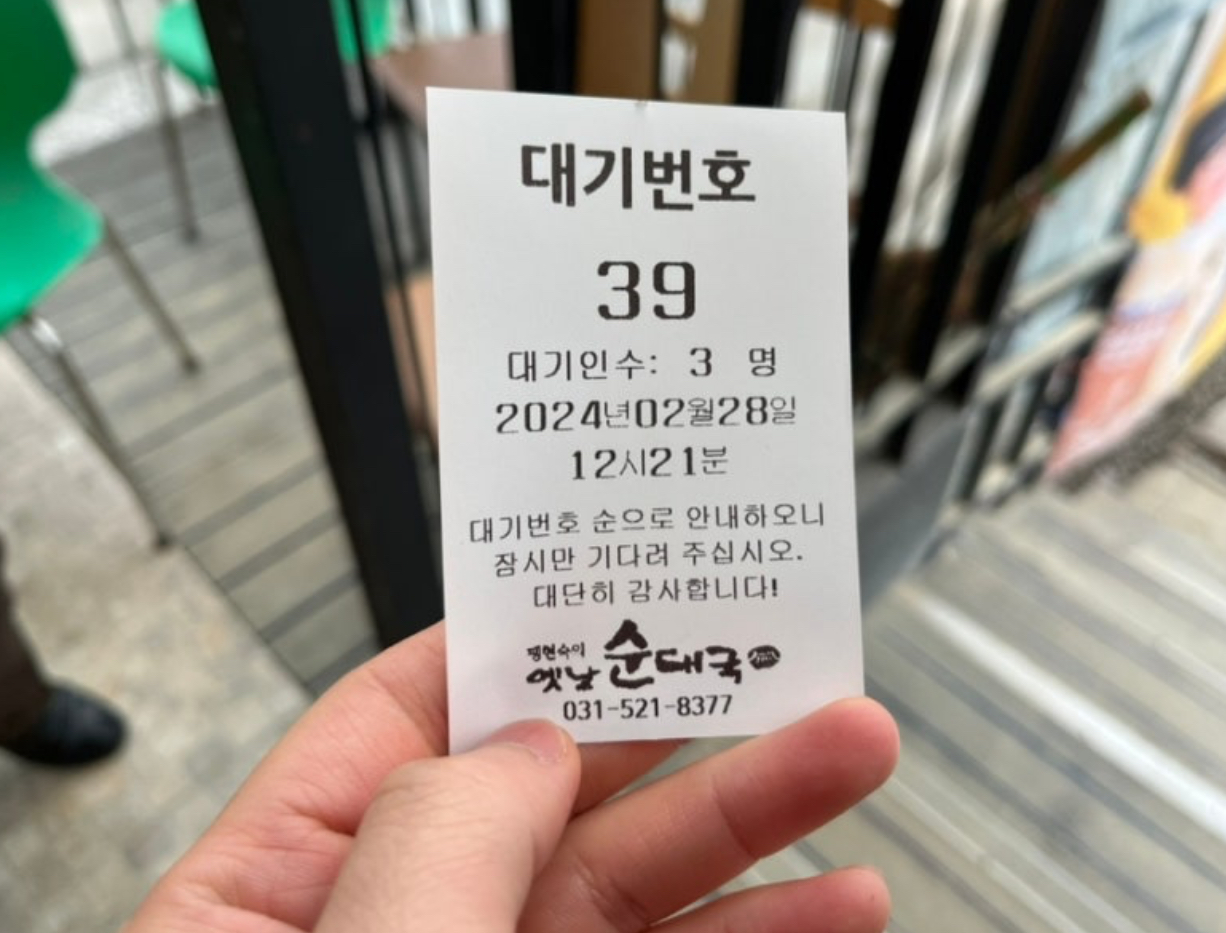 대기번호
39
대기인수: 3 명
2024년02월28일
12시21분
대기번호 순으로 안내하오니
잠시만 기다려 주십시오.
대단히 감사합니다!
옛날 순대국
031-521-8377